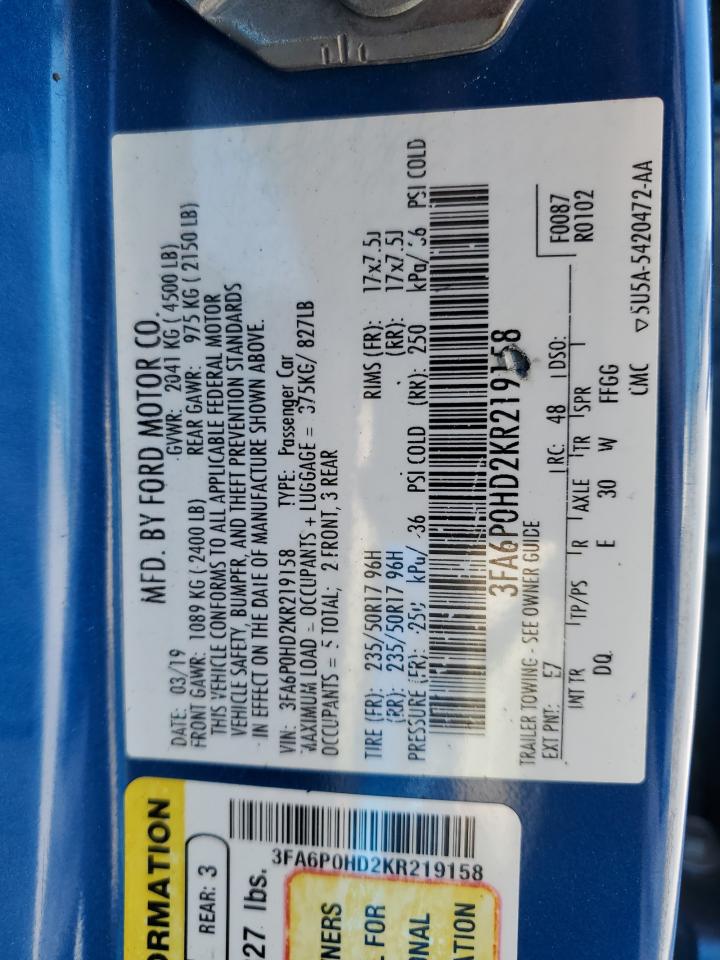 MFD. BY FORD MOTOR CO.
DATE: 03/19 GVWR: 2041 KG ( 4500 LB)
FRONT GAWR: 1089 KG ( 2400 LB) REAR GAWR: 975 KG ( 2150 LB)
THIS VEHICLE CONFORMS TO ALL APPLICABLE FEDERAL MOTOR
VEHICLE SAFETY, BUMPER, AND THEFT PREVENTION STANDARDS
IN EFFECT ON THE DATE OF MANUFACTURE SHOWN ABOVE.
VIN: 3FA6P0HD2KR219158 TYPE: Passenger Car
MAXIMUM LOAD = OCCUPANTS + LUGGAGE = 375KG/ 827LB
OCCUPANTS = 5 TOTAL; 2 FRONT, 3 REAR
TIRE (FR): 235/50R17 96H RIMS (FR): 17x7.5J
(RR): 235/50R17 96H (RR): 17x7.5J
PRESSURE (FR): 250 kPa/ 36 PSI COLD (RR): 250 kPa/ 36 PSI COLD
3FA6P0HD2KR219158
TRAILER TOWING - SEE OWNER GUIDE
F0087
R0102
EXT PNT: E7 RC: 48 DSO:
INT TR TP/PS R AXLE TR SPR
DQ E 30 W FFGG
CMC 5U5A-5420472-AA
ORMATION
REAR: 3
27 lbs.
3FA6P0HD2KR219158
NERS
FOR
ONAL
ATION